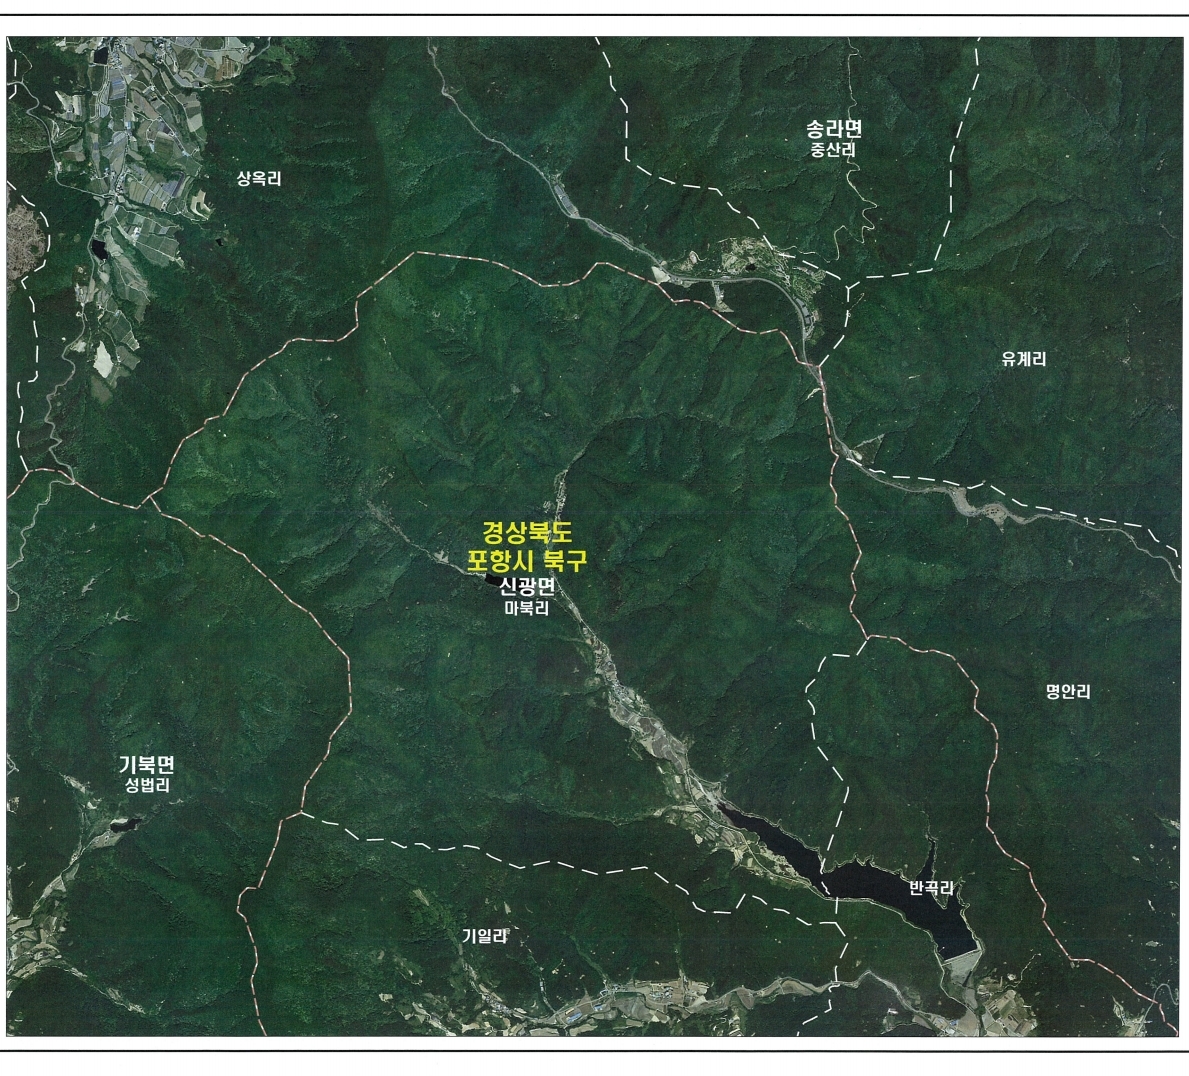 송라면
중산리
상옥리
유계리
경상북도
포항시 북구
신광면
마북리
명안리
기북면
성법리
반곡리
기일리